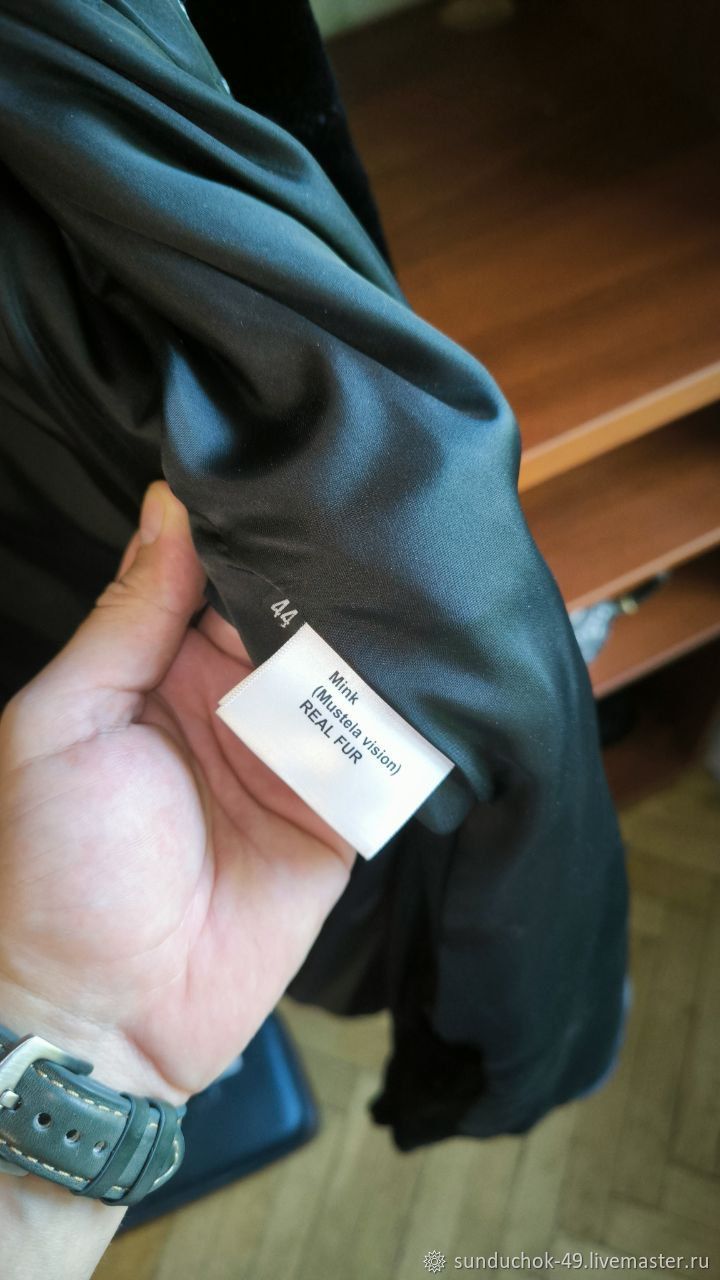 44
Mink
(Mustela vision)
REAL FUR
sunduchok-49.livemaster.ru